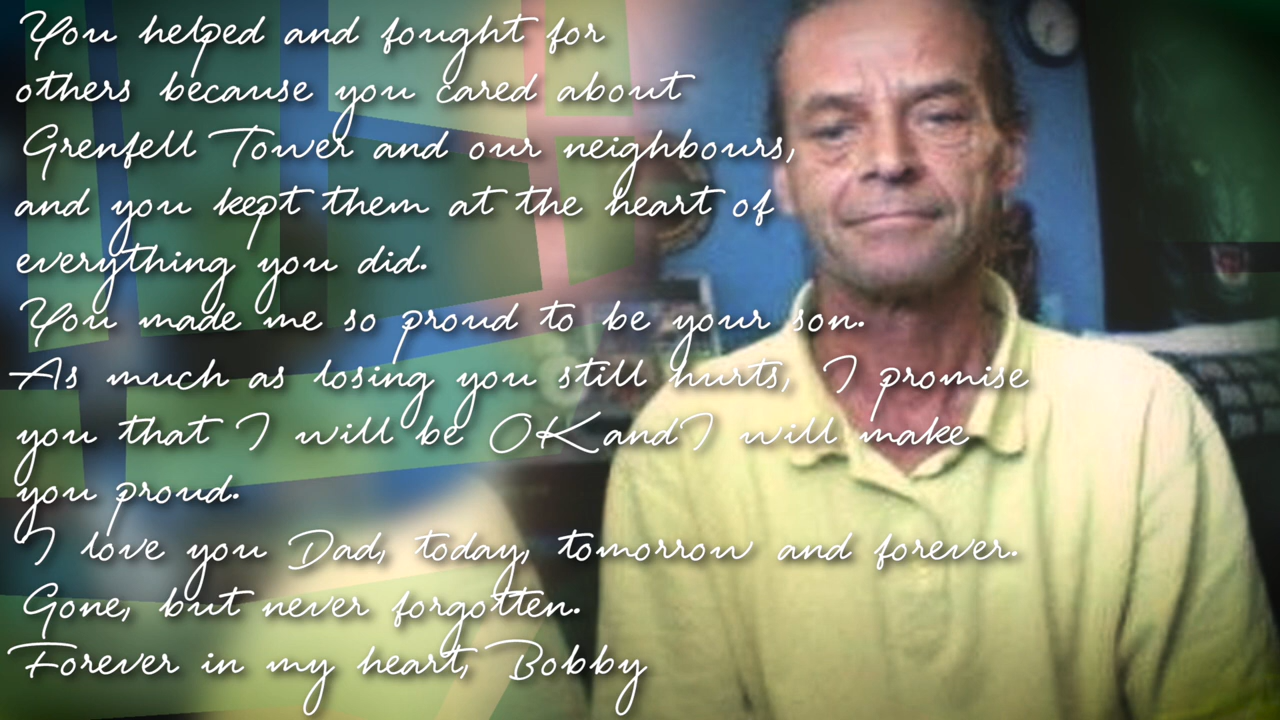 You helped and fought for
others because you cared about
Grenfell Tower and our neighbours,
and you kept them at the heart of
everything you did.
You made me so proud to be your son.
As much as losing you still hurts, I promise
you that I will be OK and I will make
you proud.
I love you Dad, today, tomorrow and forever.
Gone, but never forgotten.
Forever in my heart, Bobby